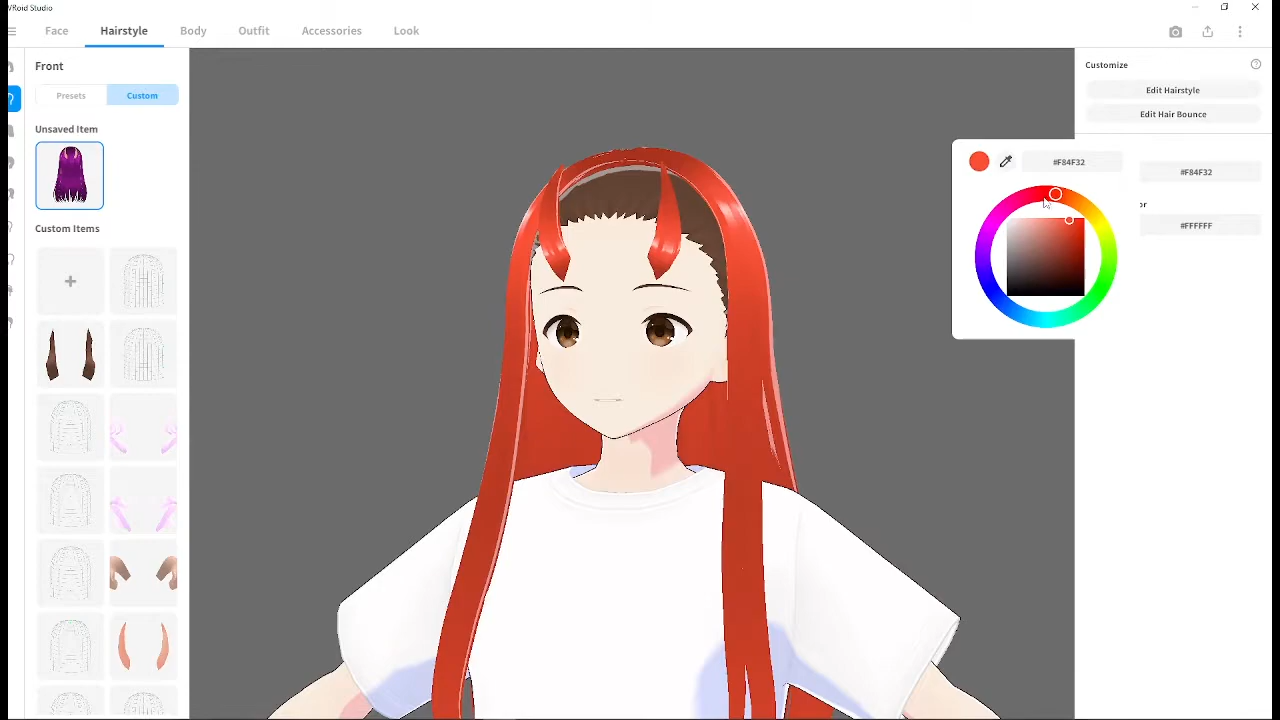 VRoid Studio
Face Hairstyle Body Outfit Accessories Look
Front
Presets Custom
Unsaved Item
Custom Items
Customize
Edit Hairstyle
Edit Hair Bounce
#F84F32
#F84F32
or
#FFFFFF